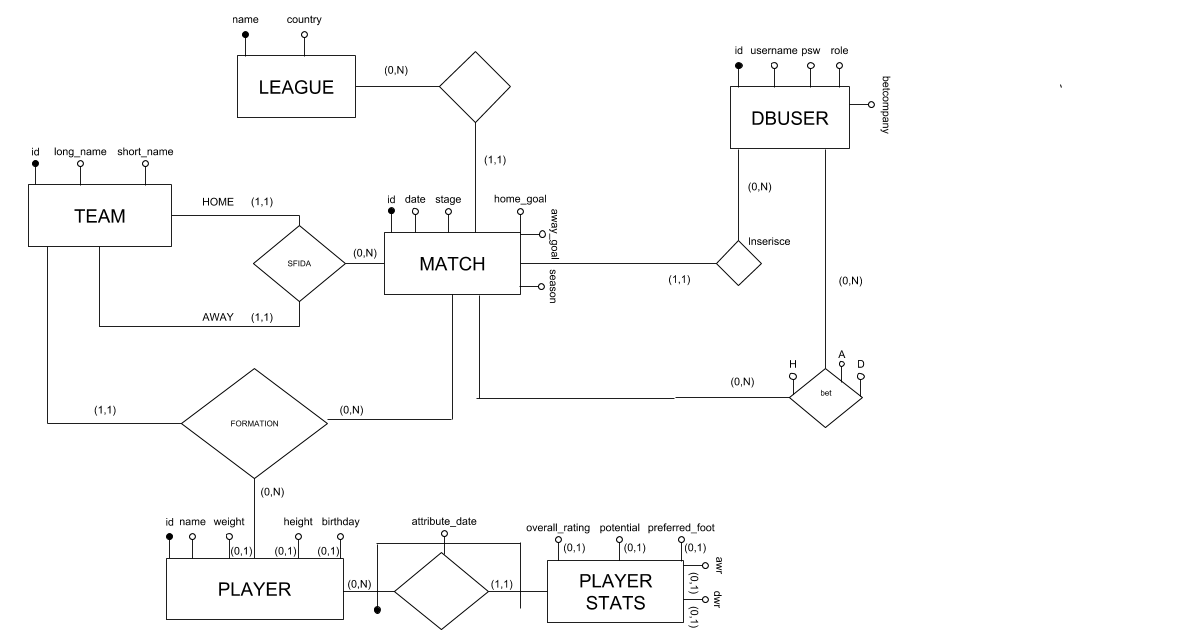 name country
LEAGUE
(0,N)
(1,1)
id username psw role
betcompany
DBUSER
(0,N)
(0,N)
id long_name short_name
TEAM
HOME (1,1)
SFIDA
(0,N)
AWAY (1,1)
id date stage home_goal
away_goal
season
MATCH
(1,1)
Inserisce
H A D
bet
(0,N)
(1,1)
FORMATION
(0,N)
(0,N)
id name weight height birthday
(0,1) (0,1) (0,1)
PLAYER
(0,N)
attribute_date
(1,1)
overall_rating potential preferred_foot
(0,1) (0,1) (0,1)
PLAYER
STATS
awr
(0,1)
dwr
(0,1)